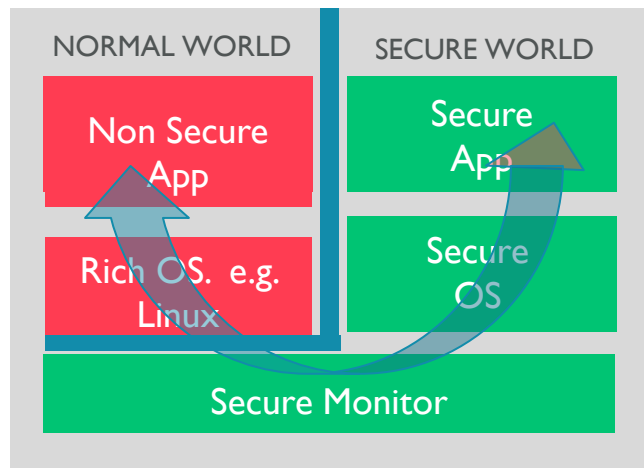 NORMAL WORLD
SECURE WORLD
Non Secure
App
Secure
App
Rich OS.  e.g.
Linux
Secure
OS
Secure Monitor